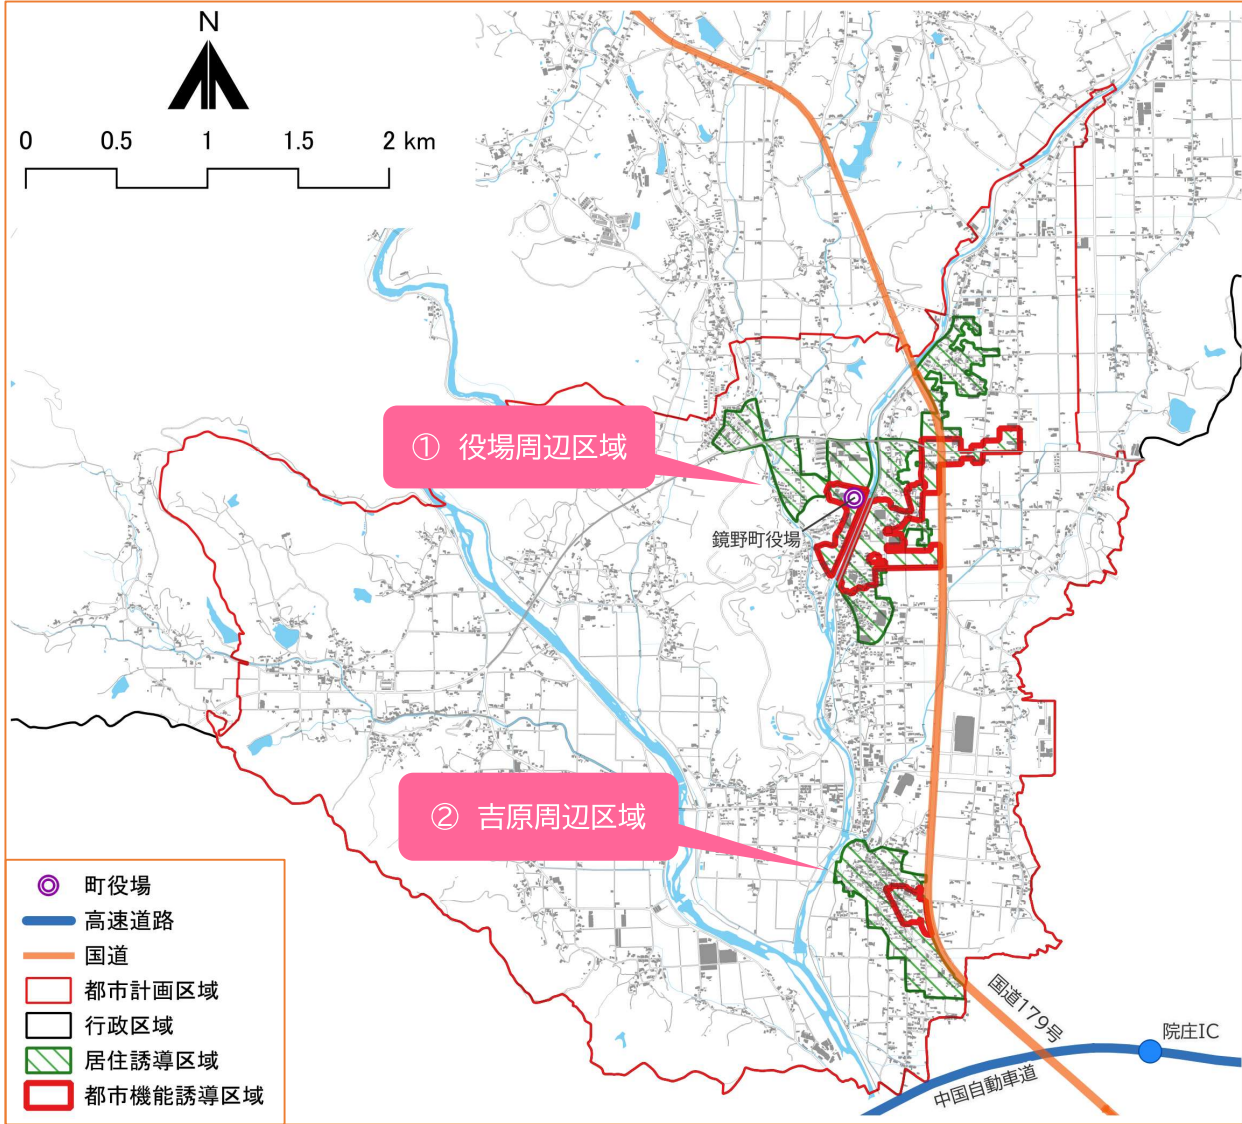 N
0 0.5 1 1.5 2 km
① 役場周辺区域
鏡野町役場
② 吉原周辺区域
町役場
高速道路
国道
都市計画区域
行政区域
居住誘導区域
都市機能誘導区域
国道179号
院庄IC
中国自動車道